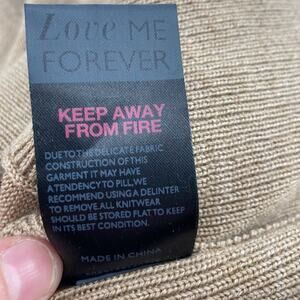 Love ME
FOREVER
KEEP AWAY
FROM FIRE
DUE TO THE DELICATE FABRIC
CONSTRUCTION OF THIS
GARMENT IT MAY HAVE
A TENDENCY TO PILL, WE
RECOMMEND USING A DELINTER
TO REMOVE. ALL KNITWEAR
SHOULD BE STORED FLAT TO KEEP
IN ITS BEST CONDITION.
MADE IN CHINA